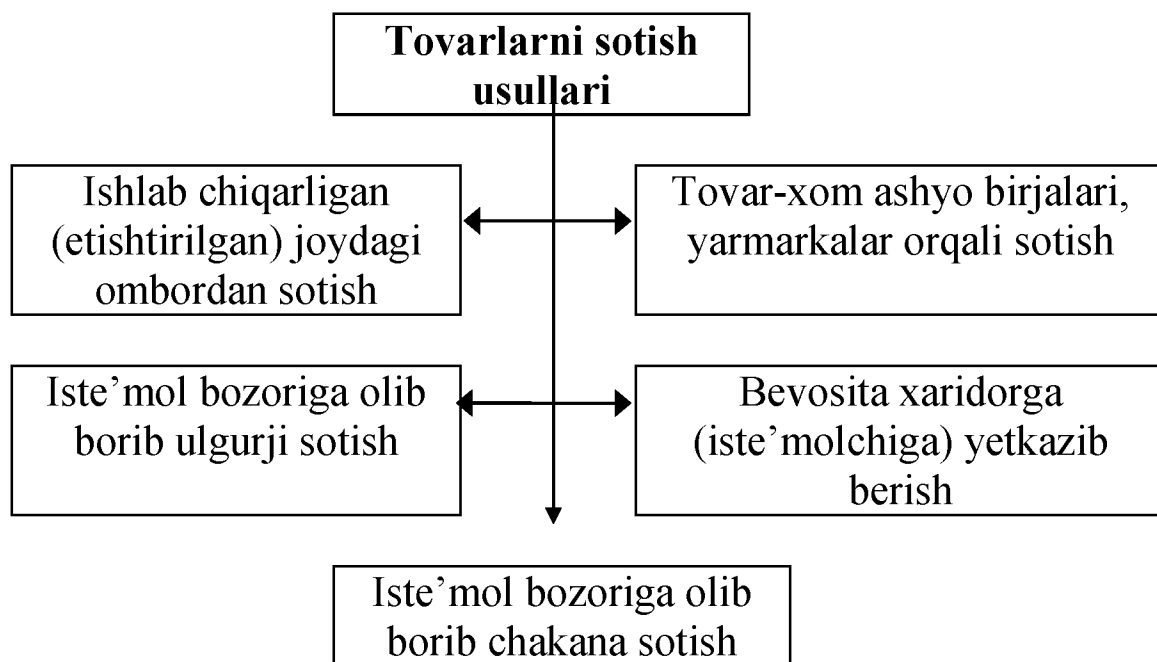 Tovarlarni sotish
usullari
Ishlab chiqarligan
(etishtirilgan) joydagi
ombordan sotish
Tovar-xom ashyo birjalari,
yarmarkalar orqali sotish
Iste’mol bozoriga olib
borib ulgurji sotish
Bevosita xaridorga
(iste’molchiga) yetkazib
berish
Iste’mol bozoriga olib
borib chakana sotish